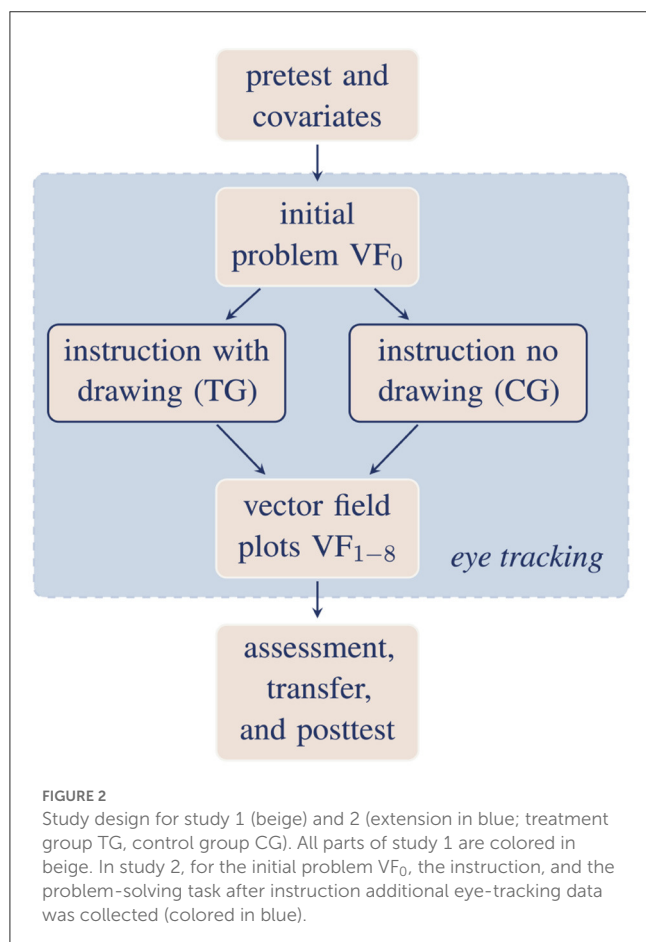 pretest and
covariates
initial
problem VF₀
instruction with
drawing (TG)
instruction no
drawing (CG)
vector field
plots VF₁₋₈
eye tracking
assessment,
transfer,
and posttest
FIGURE 2
Study design for study 1 (beige) and 2 (extension in blue; treatment
group TG, control group CG). All parts of study 1 are colored in
beige. In study 2, for the initial problem VF₀, the instruction, and the
problem-solving task after instruction additional eye-tracking data
was collected (colored in blue).